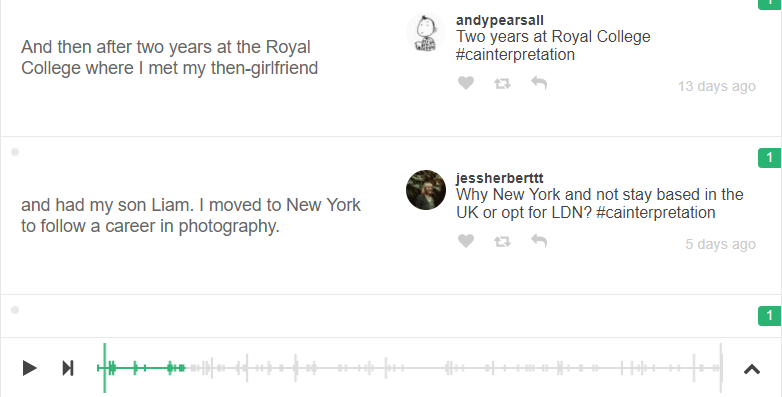 1
And then after two years at the Royal
College where I met my then-girlfriend
andypearsall
Two years at Royal College
#cainterpretation
13 days ago
1
and had my son Liam. I moved to New York
to follow a career in photography.
jessherberttt
Why New York and not stay based in the
UK or opt for LDN? #cainterpretation
5 days ago
1